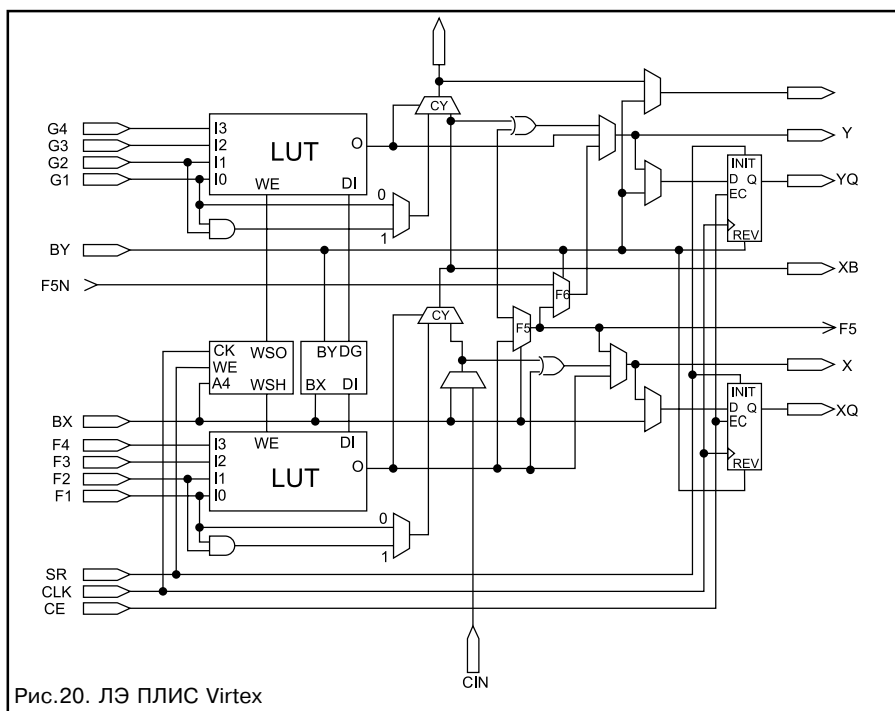 G4
G3
G2
G1
I3
I2
I1
I0
LUT
O
WE
DI
0
1
CY
Y
INIT
D
Q
EC
REV
YQ
BY
XB
F5N
F6
CY
F5
F5
CK
WE
A4
WSO
WSH
BY
DG
BX
DI
X
INIT
D
Q
EC
REV
XQ
BX
F4
F3
F2
F1
WE
DI
I3
I2
I1
I0
LUT
O
0
1
SR
CLK
CE
CIN
Рис.20. ЛЭ ПЛИС Virtex